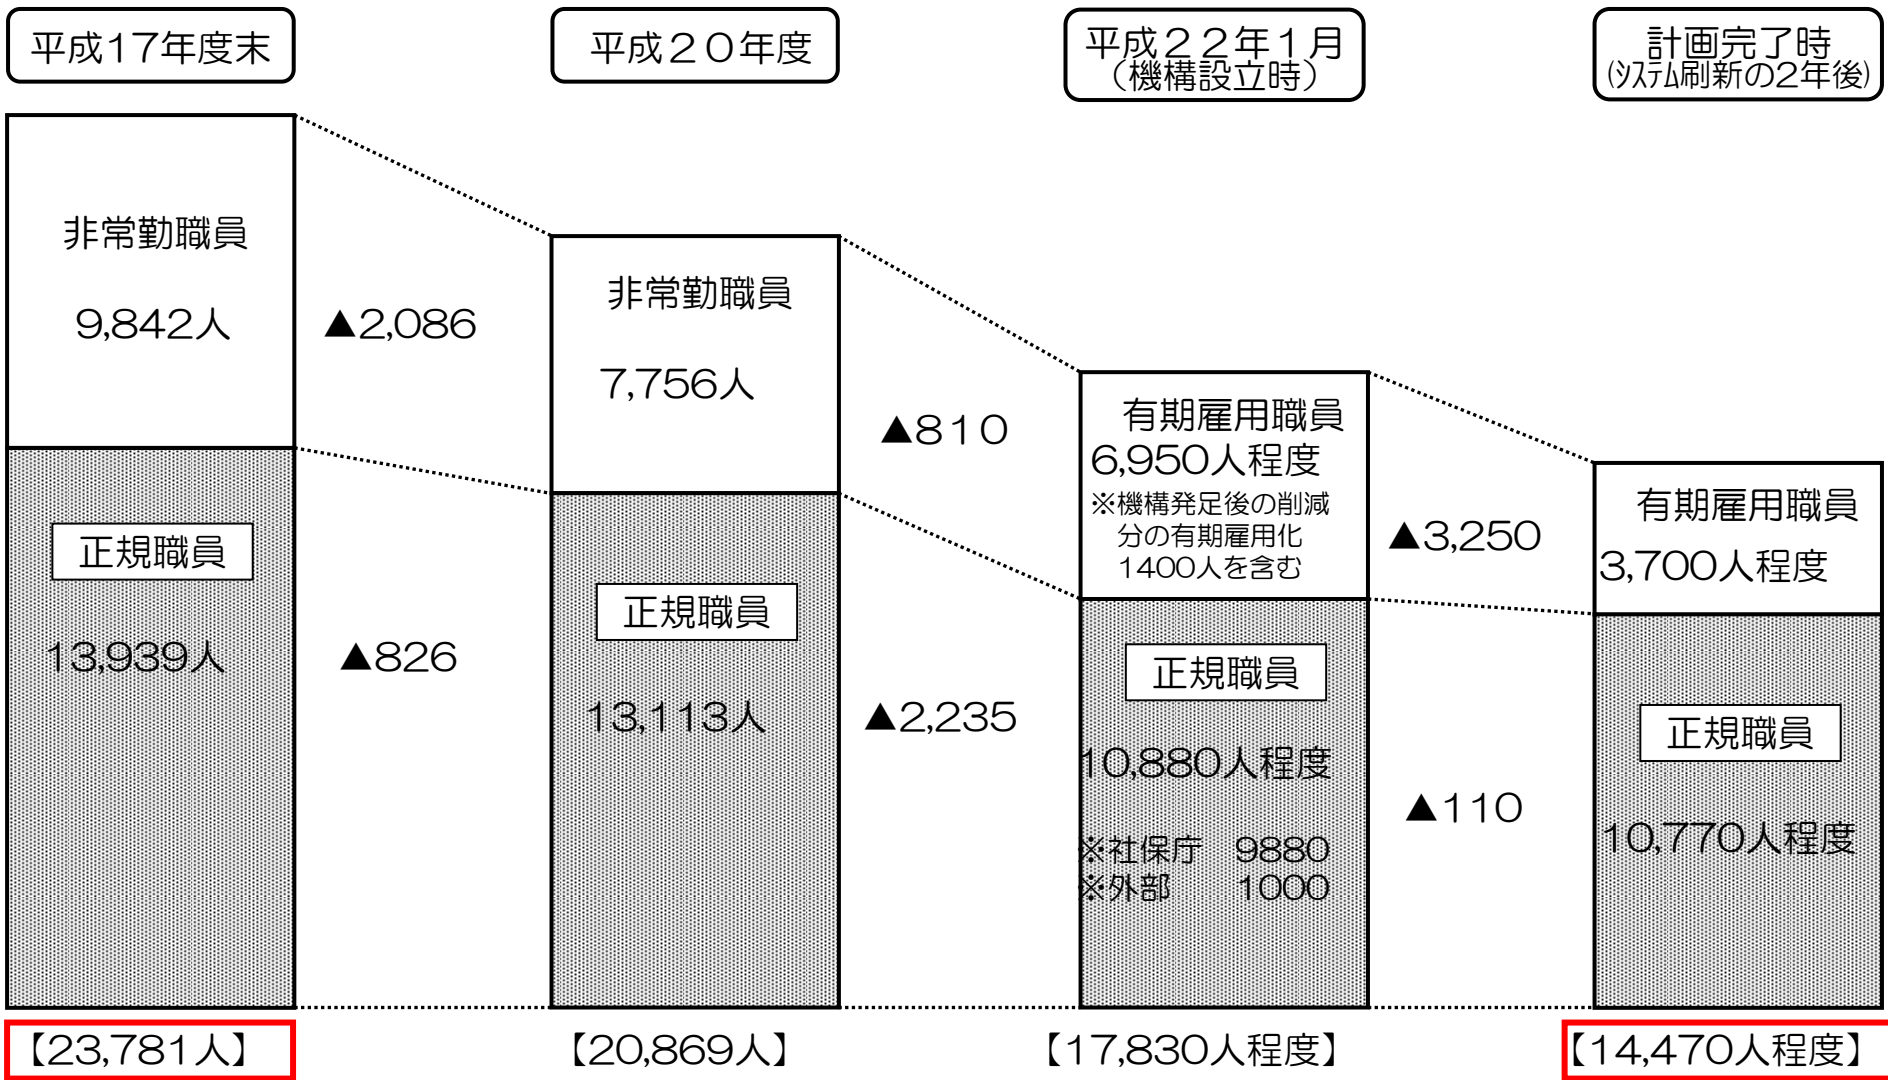 平成17年度末
平成２０年度
平成２２年１月
（機構設立時）
計画完了時
(ｼｽﾃﾑ刷新の2年後)
非常勤職員
9,842人
▲2,086
正規職員
13,939人
▲826
【23,781人】
非常勤職員
7,756人
▲８１０
正規職員
13,113人
▲2,235
【20,869人】
有期雇用職員
6,950人程度
※機構発足後の削減
分の有期雇用化
1400人を含む
▲3,250
正規職員
10,880人程度
※社保庁　9880
※外部　　1000
▲110
【17,830人程度】
有期雇用職員
3,700人程度
正規職員
10,770人程度
【14,470人程度】